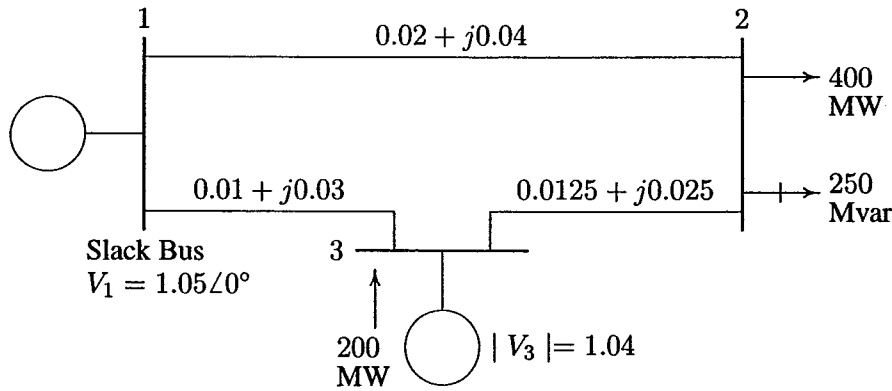 1
2
0.02 + j0.04
400
MW
0.01 + j0.03
0.0125 + j0.025
250
Mvar
Slack Bus
V₁ = 1.05∠0°
3
200
MW
| V₃ |= 1.04